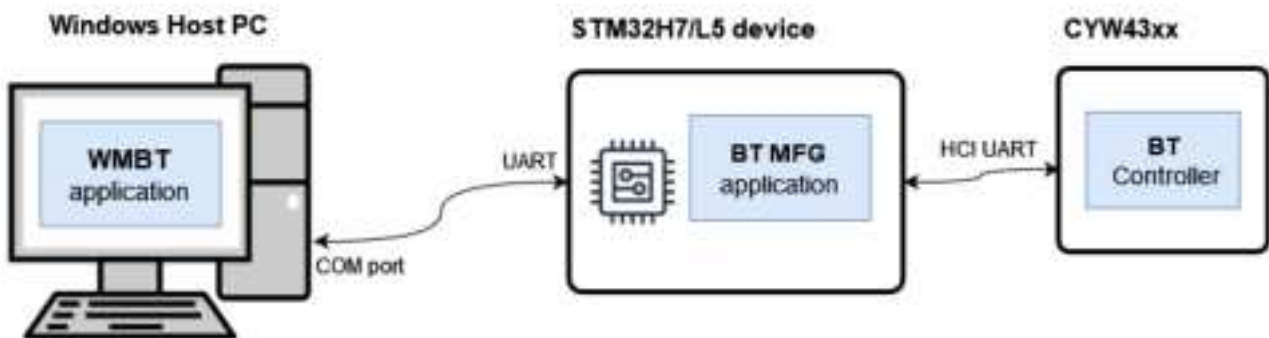 Windows Host PC
STM32H7/L5 device
CYW43xx
WMBT
application
UART
COM port
BT MFG
application
HCI UART
BT
Controller